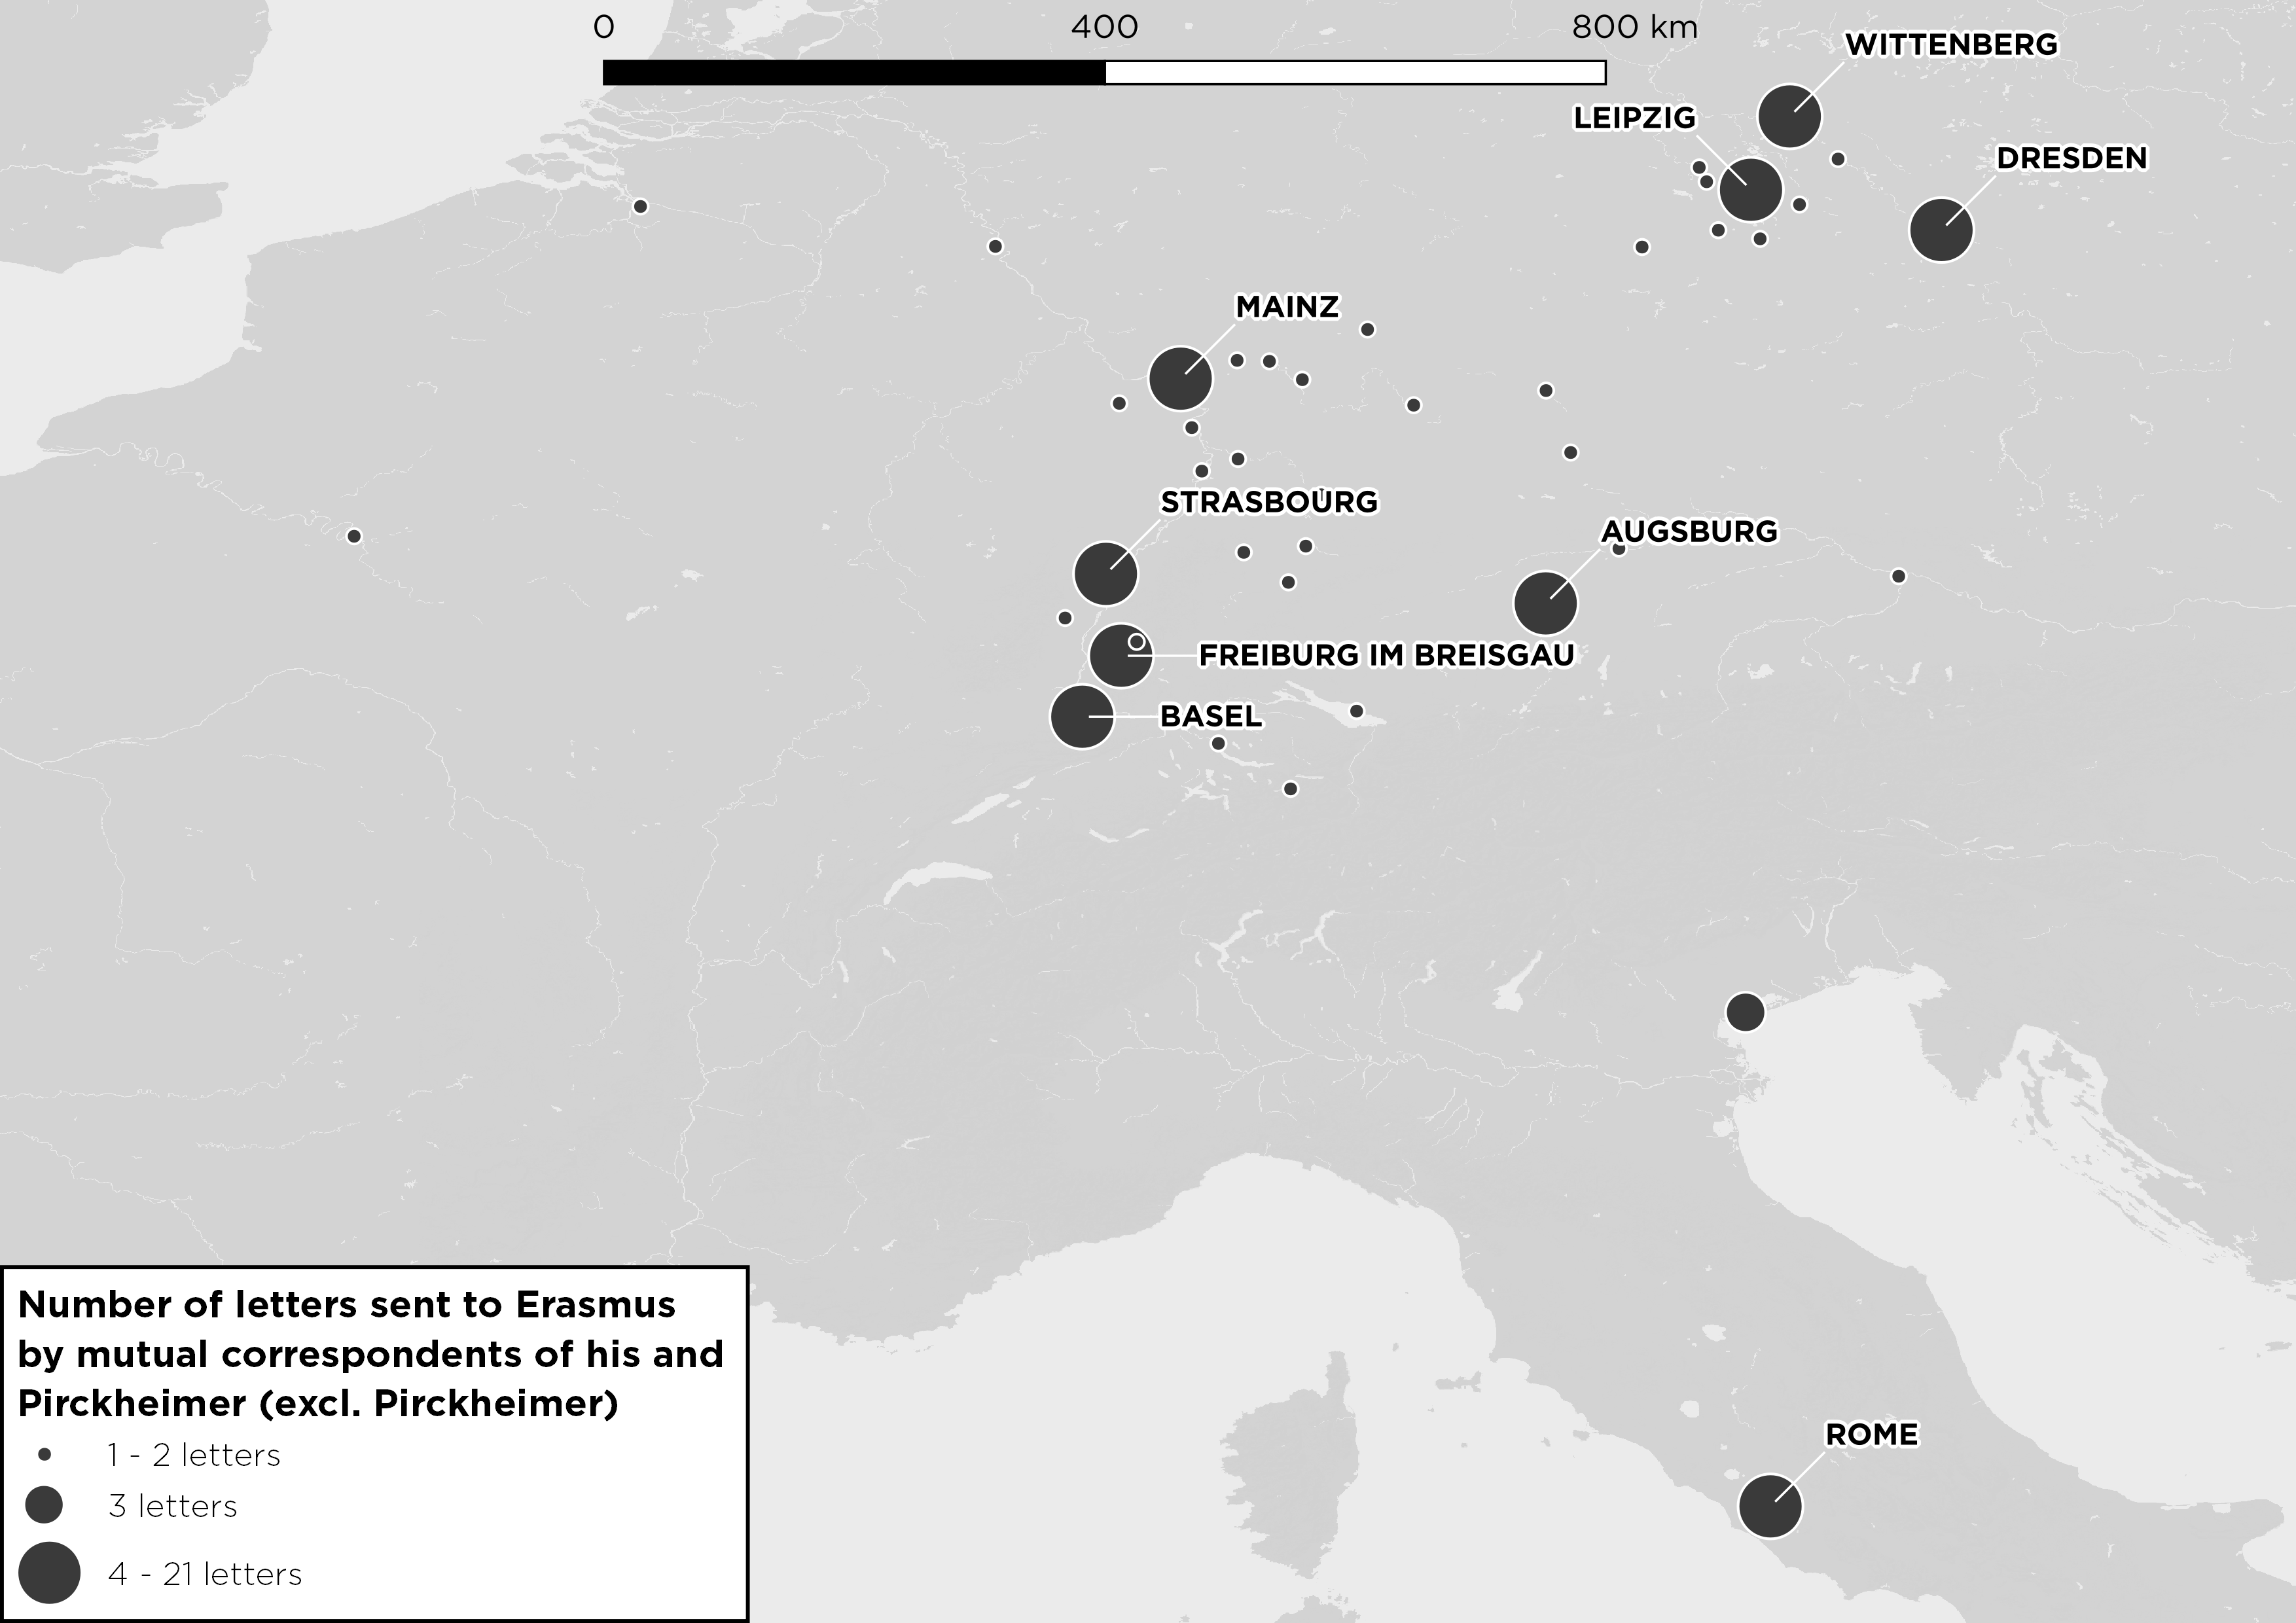 0 400 800 km
WITTENBERG
LEIPZIG
DRESDEN
MAINZ
STRASBOURG
AUGSBURG
FREIBURG IM BREISGAU
BASEL
ROME
Number of letters sent to Erasmus
by mutual correspondents of his and
Pirckheimer (excl. Pirckheimer)
1 - 2 letters
3 letters
4 - 21 letters